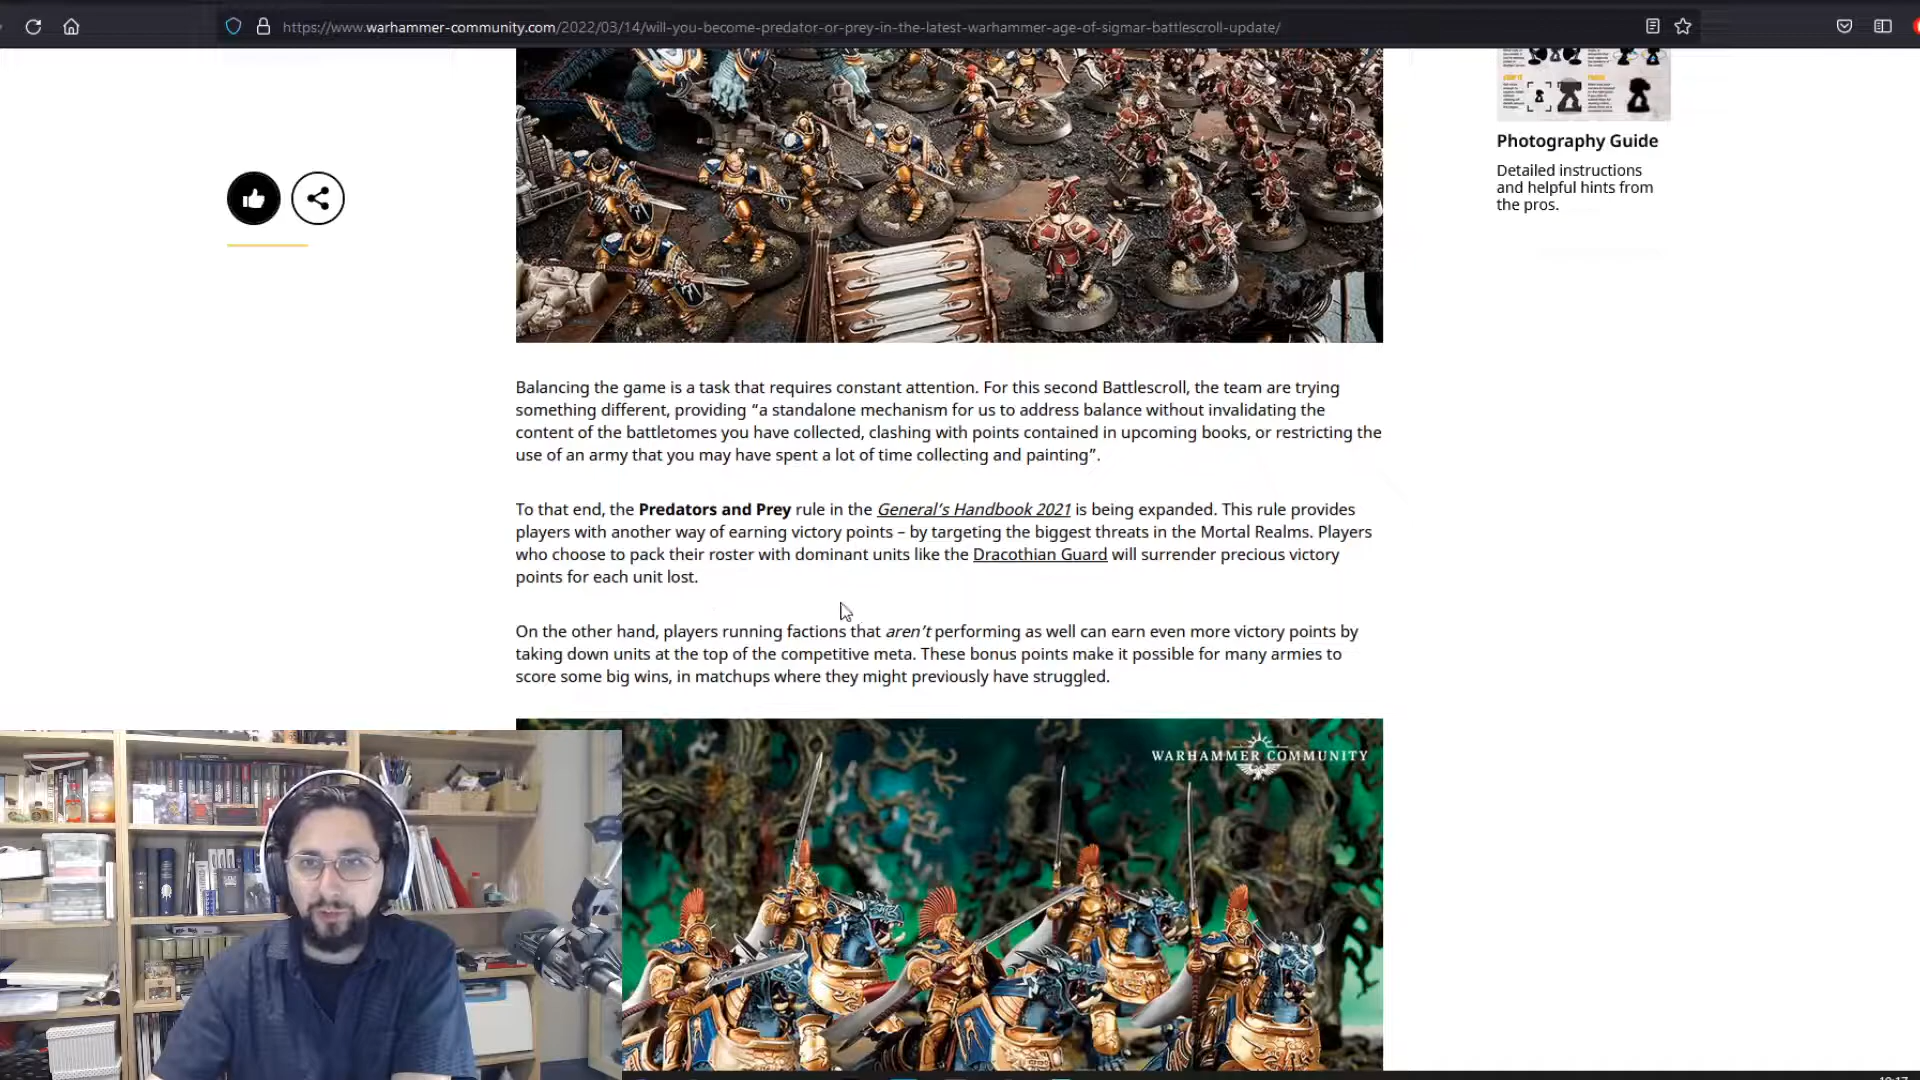 https://www.warhammer-community.com/2022/03/14/will-you-become-predator-or-prey-in-the-latest-warhammer-age-of-sigmar-battlescroll-update/
Photography Guide
Detailed instructions
and helpful hints from
the pros.
Balancing the game is a task that requires constant attention. For this second Battlescroll, the team are trying
something different, providing “a standalone mechanism for us to address balance without invalidating the
content of the battletomes you have collected, clashing with points contained in upcoming books, or restricting the
use of an army that you may have spent a lot of time collecting and painting”.
To that end, the Predators and Prey rule in the General’s Handbook 2021 is being expanded. This rule provides
players with another way of earning victory points – by targeting the biggest threats in the Mortal Realms. Players
who choose to pack their roster with dominant units like the Dracothian Guard will surrender precious victory
points for each unit lost.
On the other hand, players running factions that aren’t performing as well can earn even more victory points by
taking down units at the top of the competitive meta. These bonus points make it possible for many armies to
score some big wins, in matchups where they might previously have struggled.
WARHAMMER COMMUNITY